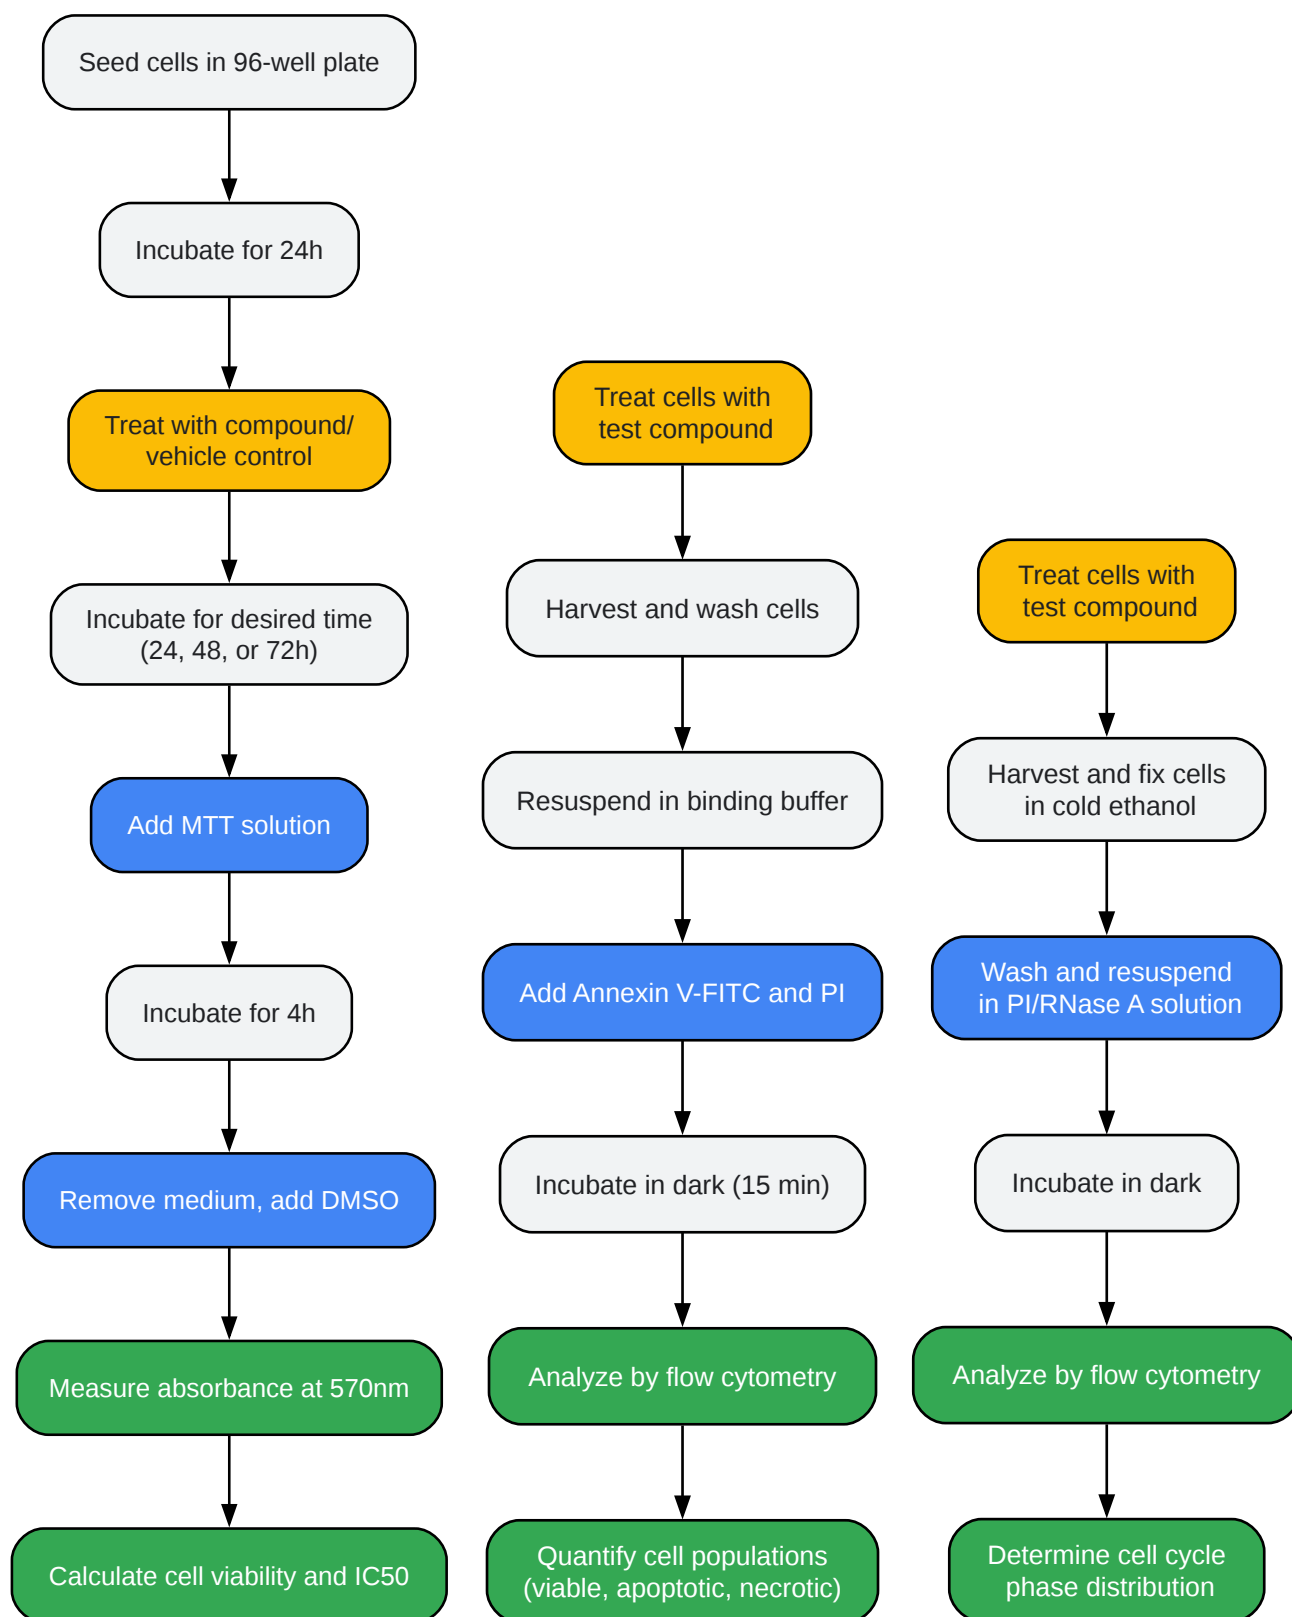 Seed cells in 96-well plate
Incubate for 24h
Treat with compound/
vehicle control
Incubate for desired time
(24, 48, or 72h)
Add MTT solution
Incubate for 4h
Remove medium, add DMSO
Measure absorbance at 570nm
Calculate cell viability and IC50
Treat cells with
test compound
Harvest and wash cells
Resuspend in binding buffer
Add Annexin V-FITC and PI
Incubate in dark (15 min)
Analyze by flow cytometry
Quantify cell populations
(viable, apoptotic, necrotic)
Treat cells with
test compound
Harvest and fix cells
in cold ethanol
Wash and resuspend
in PI/RNase A solution
Incubate in dark
Analyze by flow cytometry
Determine cell cycle
phase distribution